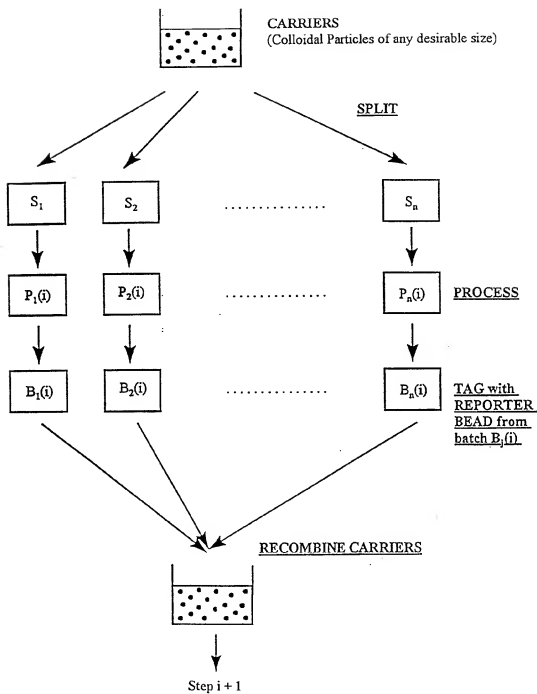 CARRIERS
(Colloidal Particles of any desirable size)
SPLIT
S₁ S₂ .............. Sₙ
P₁(i) P₂(i) .............. Pₙ(i) PROCESS
B₁(i) B₂(i) .............. Bₙ(i) TAG with
REPORTER
BEAD from
batch Bⱼ(i)
RECOMBINE CARRIERS
Step i + 1